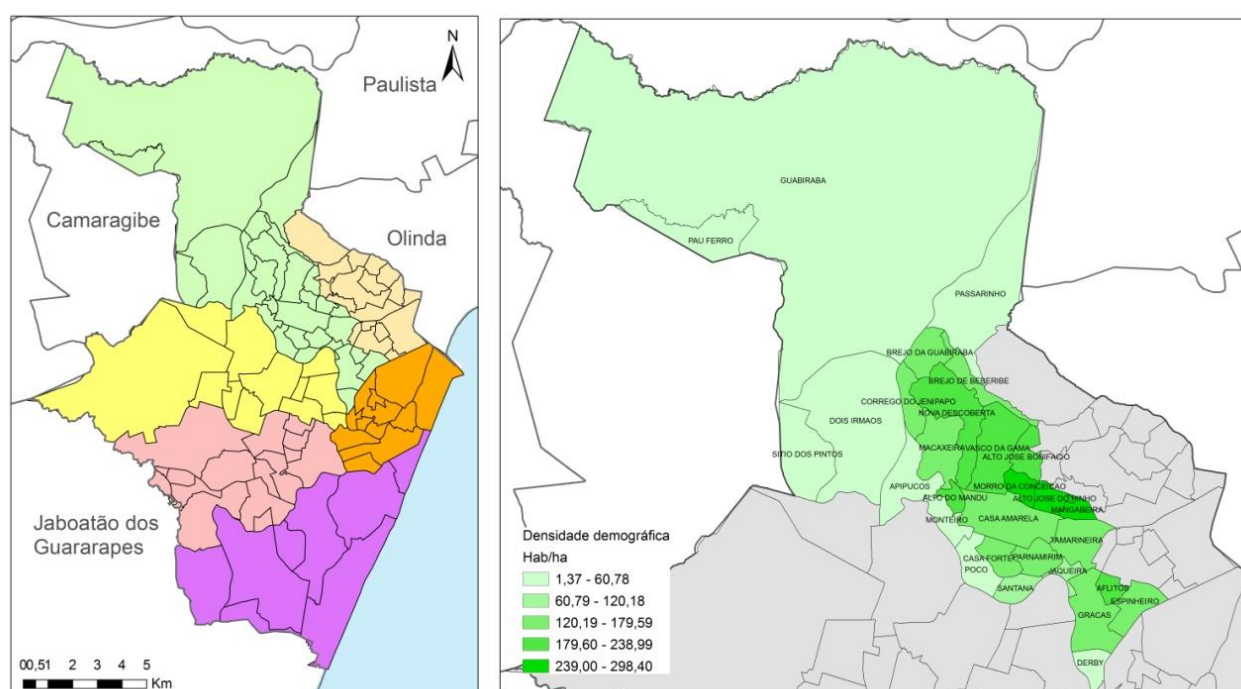 N
Paulista
Camaragibe
Olinda
Jaboatão dos
Guararapes
00,51 2 3 4 5
Km
GUABIRABA
PAU FERRO
PASSARINHO
BREJO DA GUABIRABA
BREJO DE BEBERIBE
CORREGO DO JENIPAPO
NOVA DESCOBERTA
DOIS IRMAOS
MACAXEIRA
VASCO DA GAMA
SITIO DOS PINTOS
ALTO JOSE BONIFACIO
APIPUCOS
MORRO DA CONCEICAO
ALTO DO MANDU
ALTO JOSE DO PINHO
MANGABEIRA
MONTEIRO
CASA AMARELA
TAMARINEIRA
CASA FORTE
PARNAMIRIM
POCO
JAQUEIRA
SANTANA
AFLITOS
ESPINHEIRO
GRACAS
DERBY
Densidade demográfica
Hab/ha
1,37 - 60,78
60,79 - 120,18
120,19 - 179,59
179,60 - 238,99
239,00 - 298,40